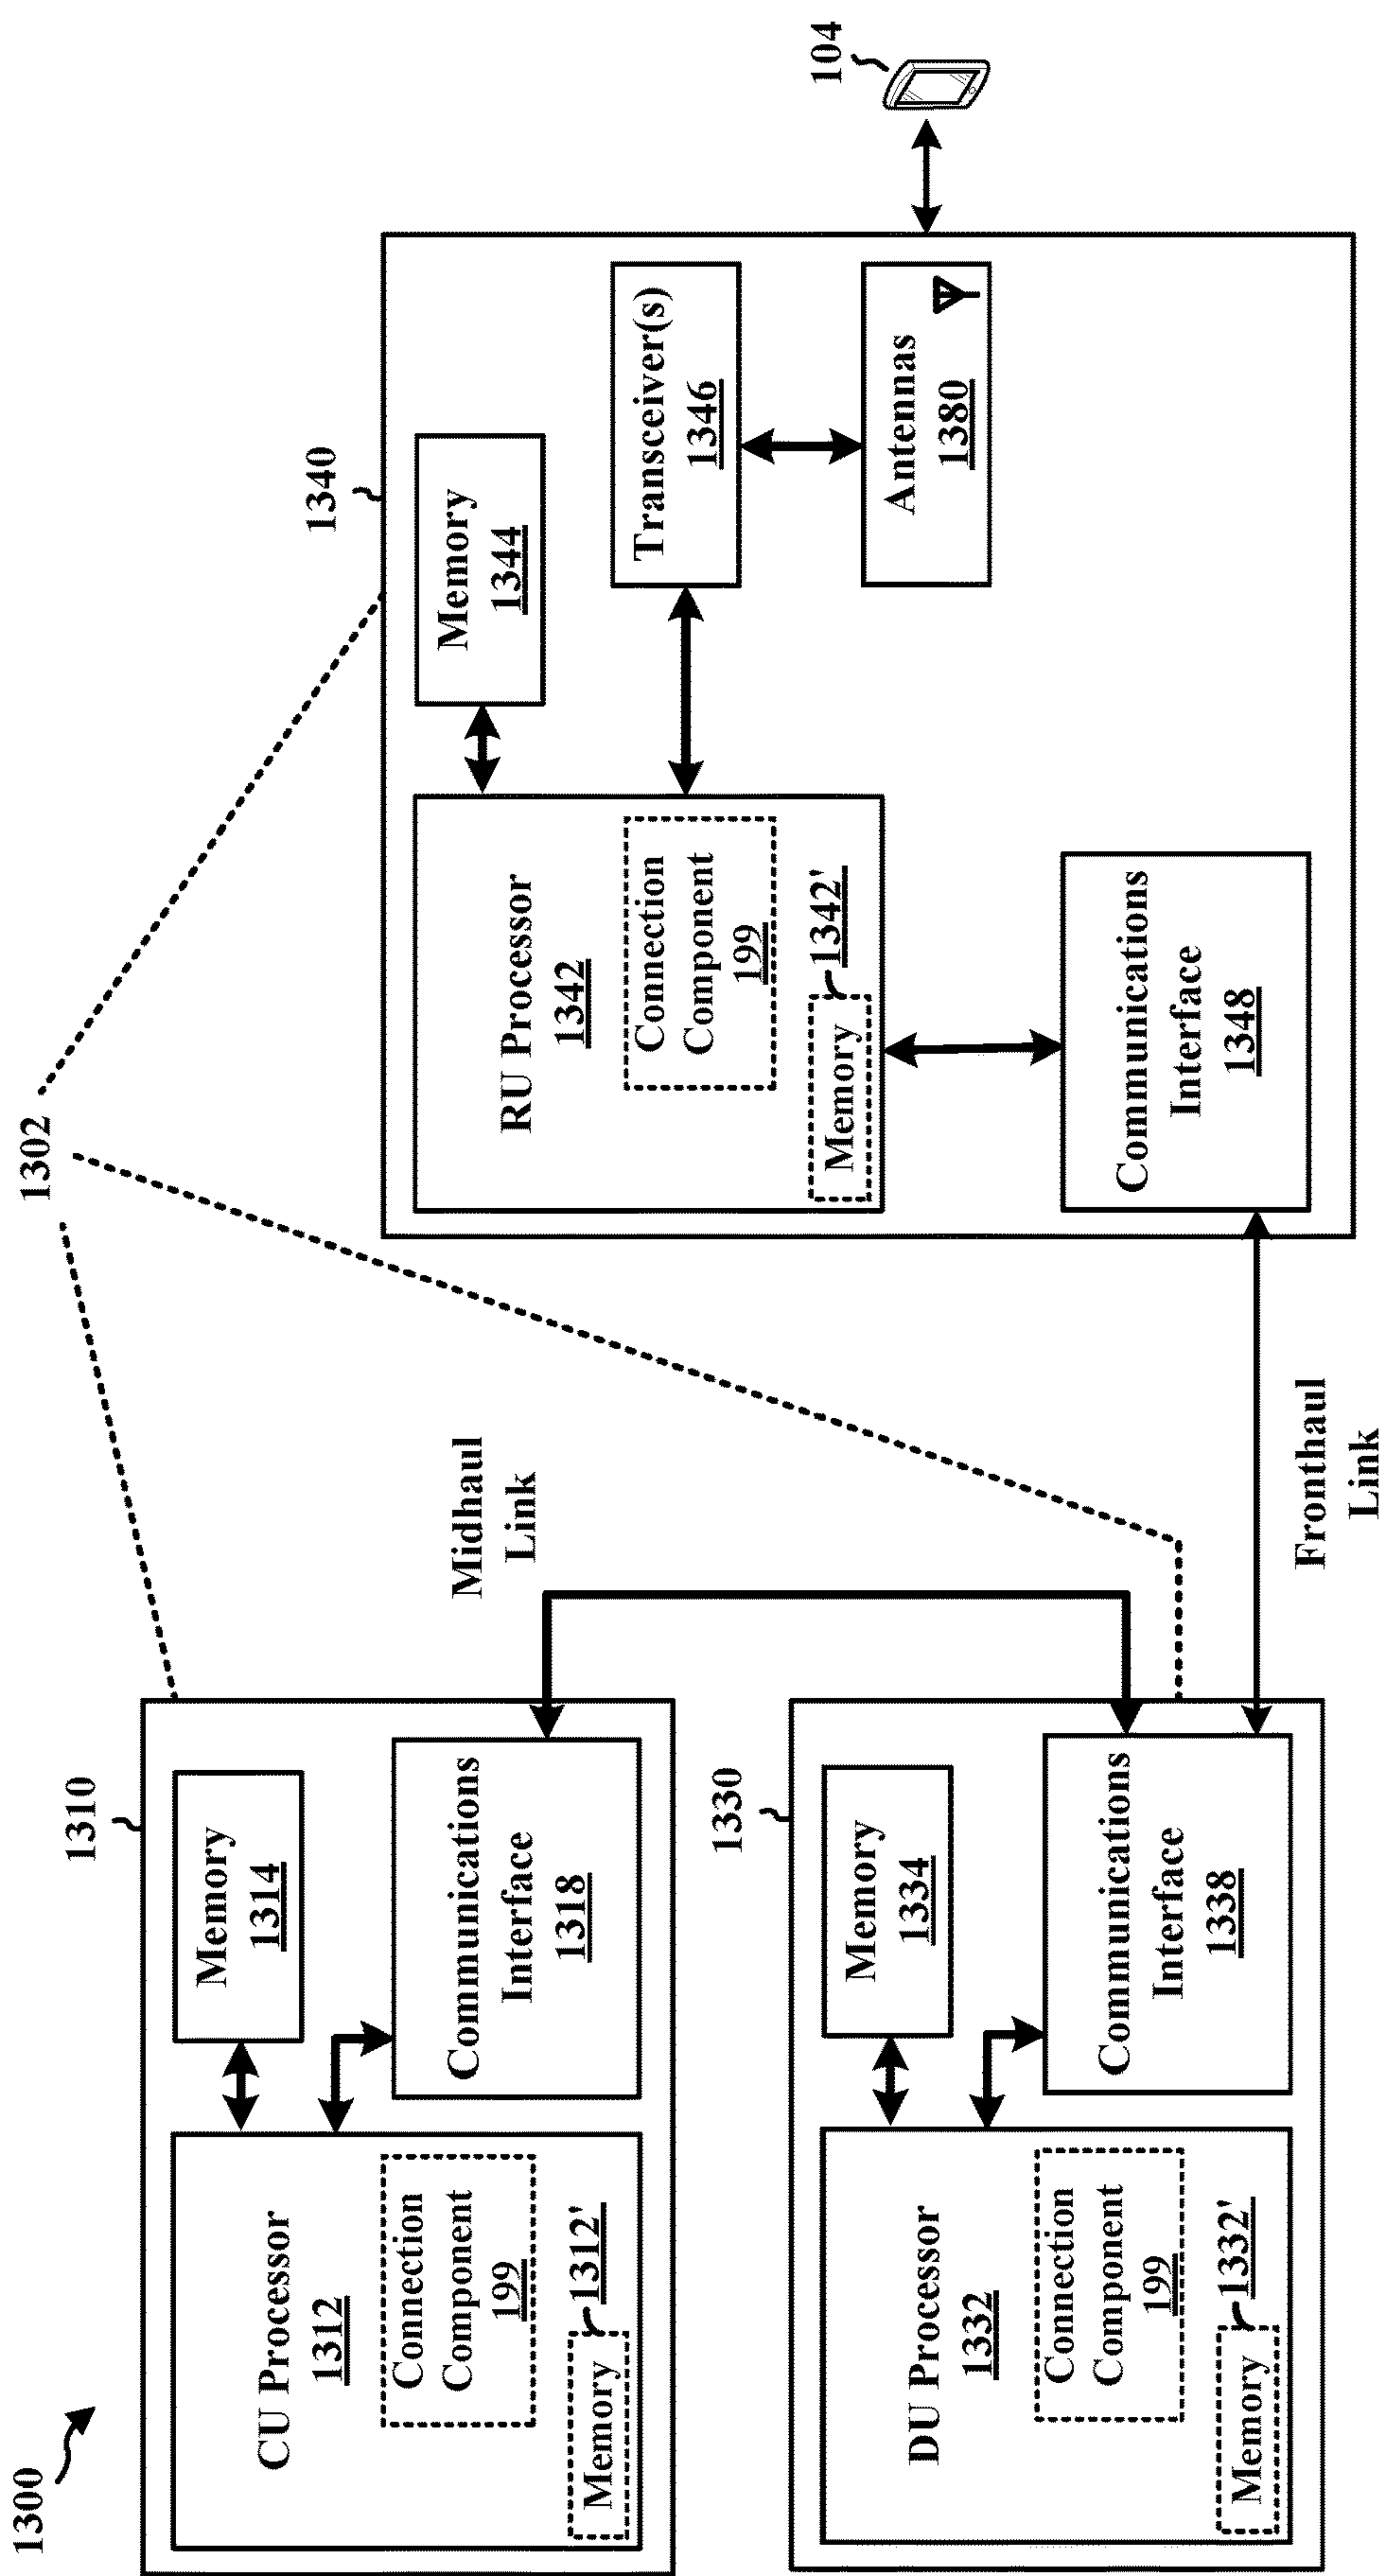 1300
1302
1310
CU Processor
1312
Connection
Component
199
Memory
1312'
Memory
1314
Communications
Interface
1318
Midhaul
Link
1330
DU Processor
1332
Connection
Component
199
Memory
1332'
Memory
1334
Communications
Interface
1338
Fronthaul
Link
1340
RU Processor
1342
Connection
Component
199
Memory
1342'
Memory
1344
Transceiver(s)
1346
Antennas
1380
Communications
Interface
1348
104